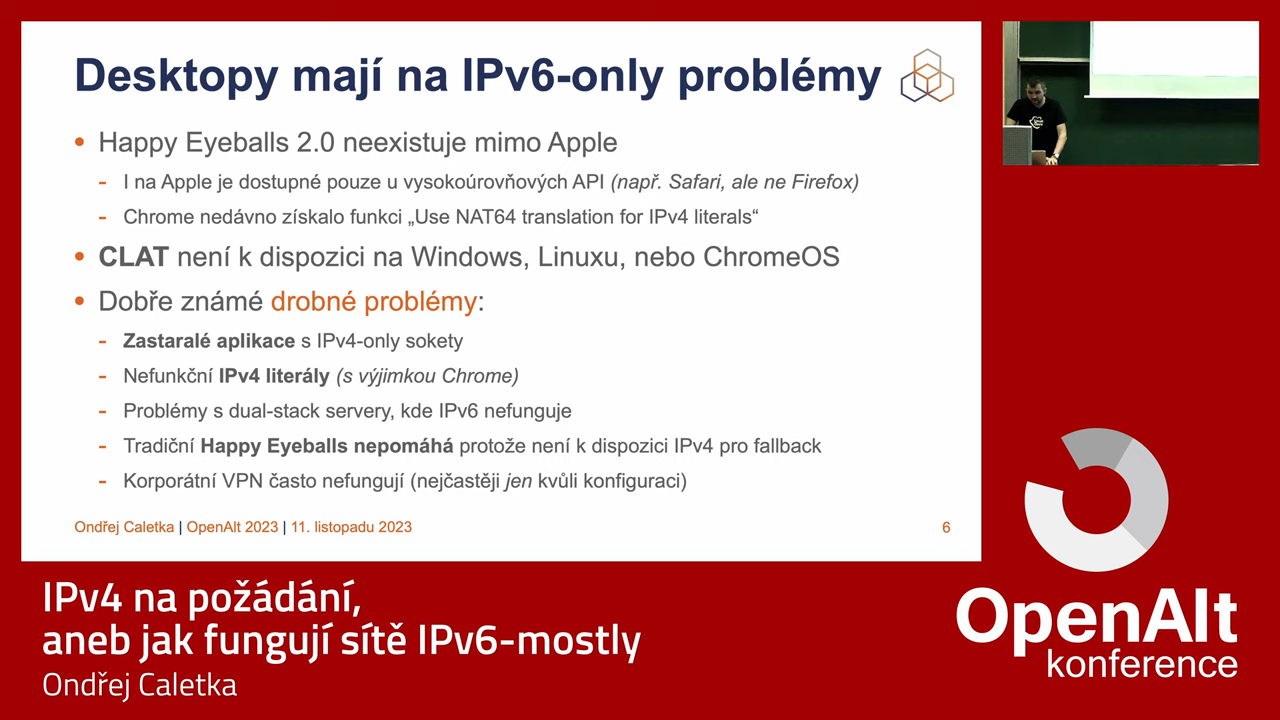 Desktopy mají na IPv6-only problémy
• Happy Eyeballs 2.0 neexistuje mimo Apple
- I na Apple je dostupné pouze u vysokoúrovňových API (např. Safari, ale ne Firefox)
- Chrome nedávno získalo funkci „Use NAT64 translation for IPv4 literals“
• CLAT není k dispozici na Windows, Linuxu, nebo ChromeOS
• Dobře známé drobné problémy:
- Zastaralé aplikace s IPv4-only sokety
- Nefunkční IPv4 literály (s výjimkou Chrome)
- Problémy s dual-stack servery, kde IPv6 nefunguje
- Tradiční Happy Eyeballs nepomáhá protože není k dispozici IPv4 pro fallback
- Korporátní VPN často nefungují (nejčastěji jen kvůli konfiguraci)
Ondřej Caletka | OpenAlt 2023 | 11. listopadu 2023
6
IPv4 na požádání,
aneb jak fungují sítě IPv6-mostly
Ondřej Caletka
OpenAlt
konference